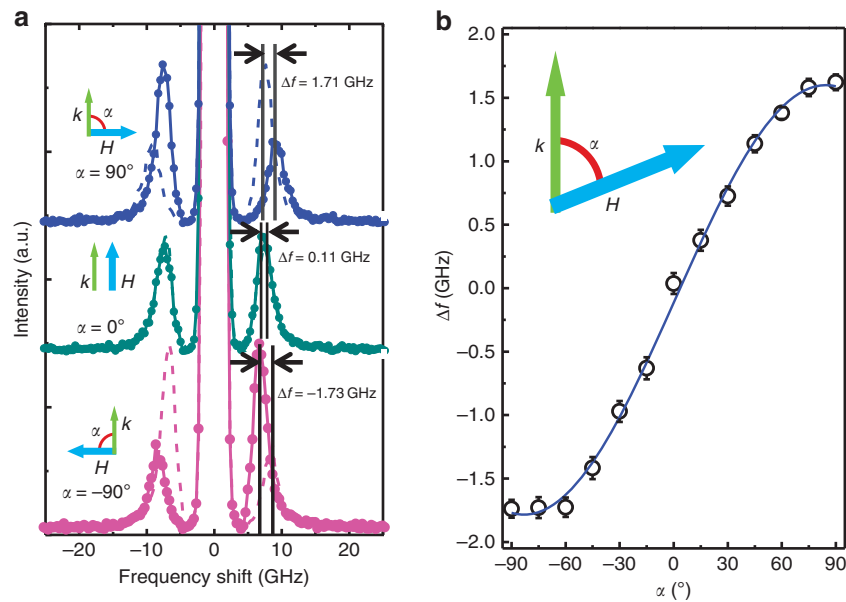 a
Intensity (a.u.)
k
α
H
α = 90°
Δf = 1.71 GHz
k
H
α = 0°
Δf = 0.11 GHz
α
k
H
α = −90°
Δf = −1.73 GHz
−20 −10 0 10 20
Frequency shift (GHz)
b
Δf (GHz)
2.0
1.5
1.0
0.5
0.0
−0.5
−1.0
−1.5
−2.0
k
α
H
−90 −60 −30 0 30 60 90
α (°)